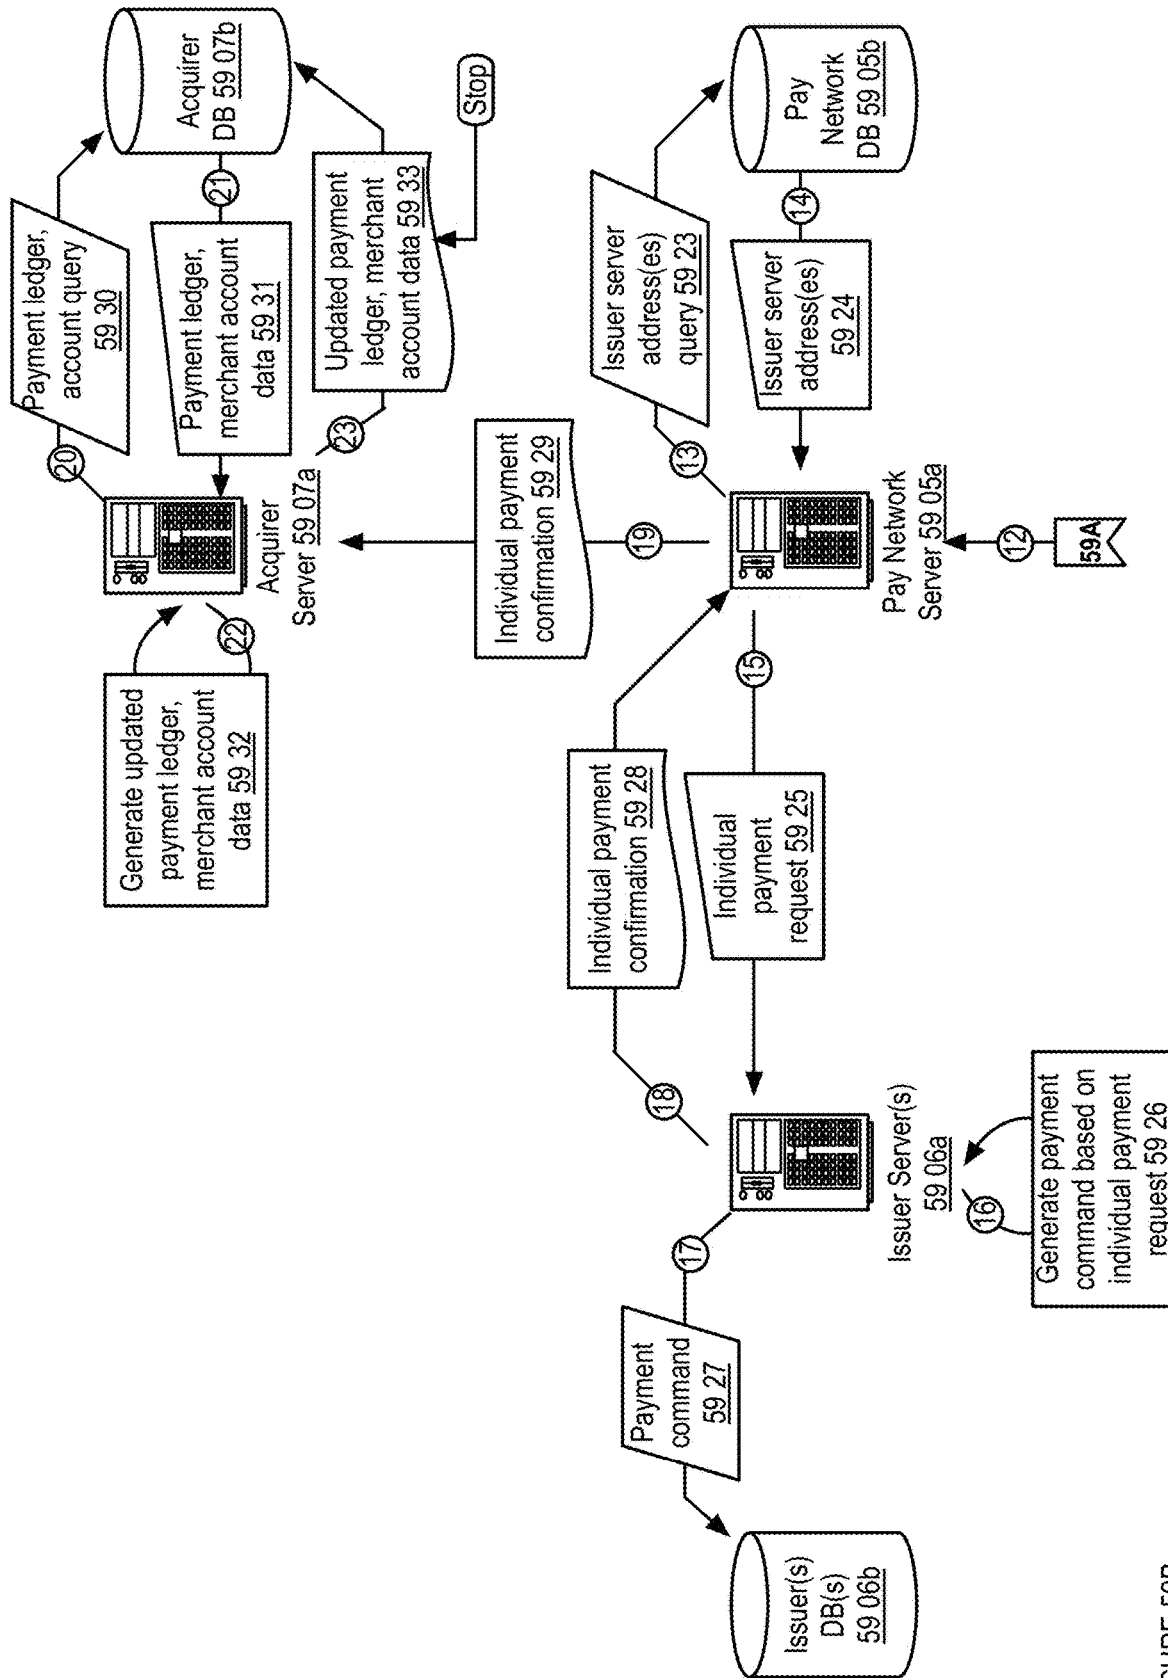 Payment ledger,
account query
59 30
20
Acquirer
DB 59 07b
21
Payment ledger,
merchant account
data 59 31
Updated payment
ledger, merchant
account data 59 33
23
Stop
Acquirer
Server 59 07a
22
Generate updated
payment ledger,
merchant account
data 59 32
Individual payment
confirmation 59 29
19
Issuer server
address(es)
query 59 23
13
Pay
Network
DB 59 05b
14
Issuer server
address(es)
59 24
Pay Network
Server 59 05a
12
59A
15
Individual payment
confirmation 59 28
Individual
payment
request 59 25
18
Issuer Server(s)
59 06a
16
Generate payment
command based on
individual payment
request 59 26
17
Payment
command
59 27
Issuer(s)
DB(s)
59 06b